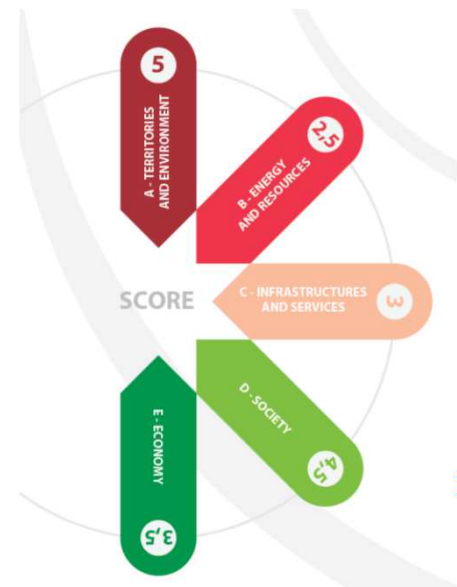 5
A - TERRITORIES
AND ENVIRONMENT
2,5
B - ENERGY
AND RESOURCES
SCORE
C - INFRASTRUCTURES
AND SERVICES
3
D - SOCIETY
4,5
E - ECONOMY
3,5